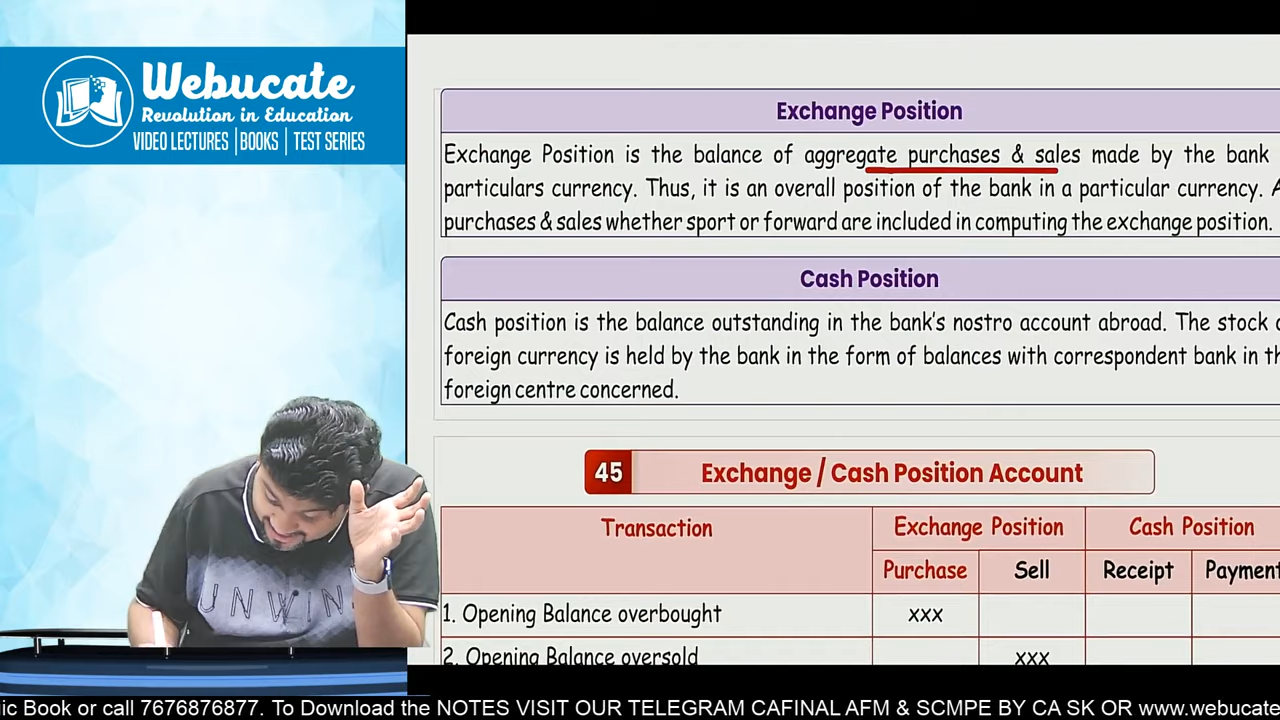 Webucate
Revolution in Education
VIDEO LECTURES | BOOKS | TEST SERIES
Exchange Position
Exchange Position is the balance of aggregate purchases & sales made by the bank
particulars currency. Thus, it is an overall position of the bank in a particular currency. A
purchases & sales whether sport or forward are included in computing the exchange position.
Cash Position
Cash position is the balance outstanding in the bank's nostro account abroad. The stock o
foreign currency is held by the bank in the form of balances with correspondent bank in th
foreign centre concerned.
45 Exchange / Cash Position Account
Transaction Exchange Position Cash Position
Purchase Sell Receipt Payment
1. Opening Balance overbought xxx
2. Opening Balance oversold xxx
UNWIN
ic Book or call 7676876877. To Download the NOTES VISIT OUR TELEGRAM CAFINAL AFM & SCMPE BY CA SK OR www.webucate